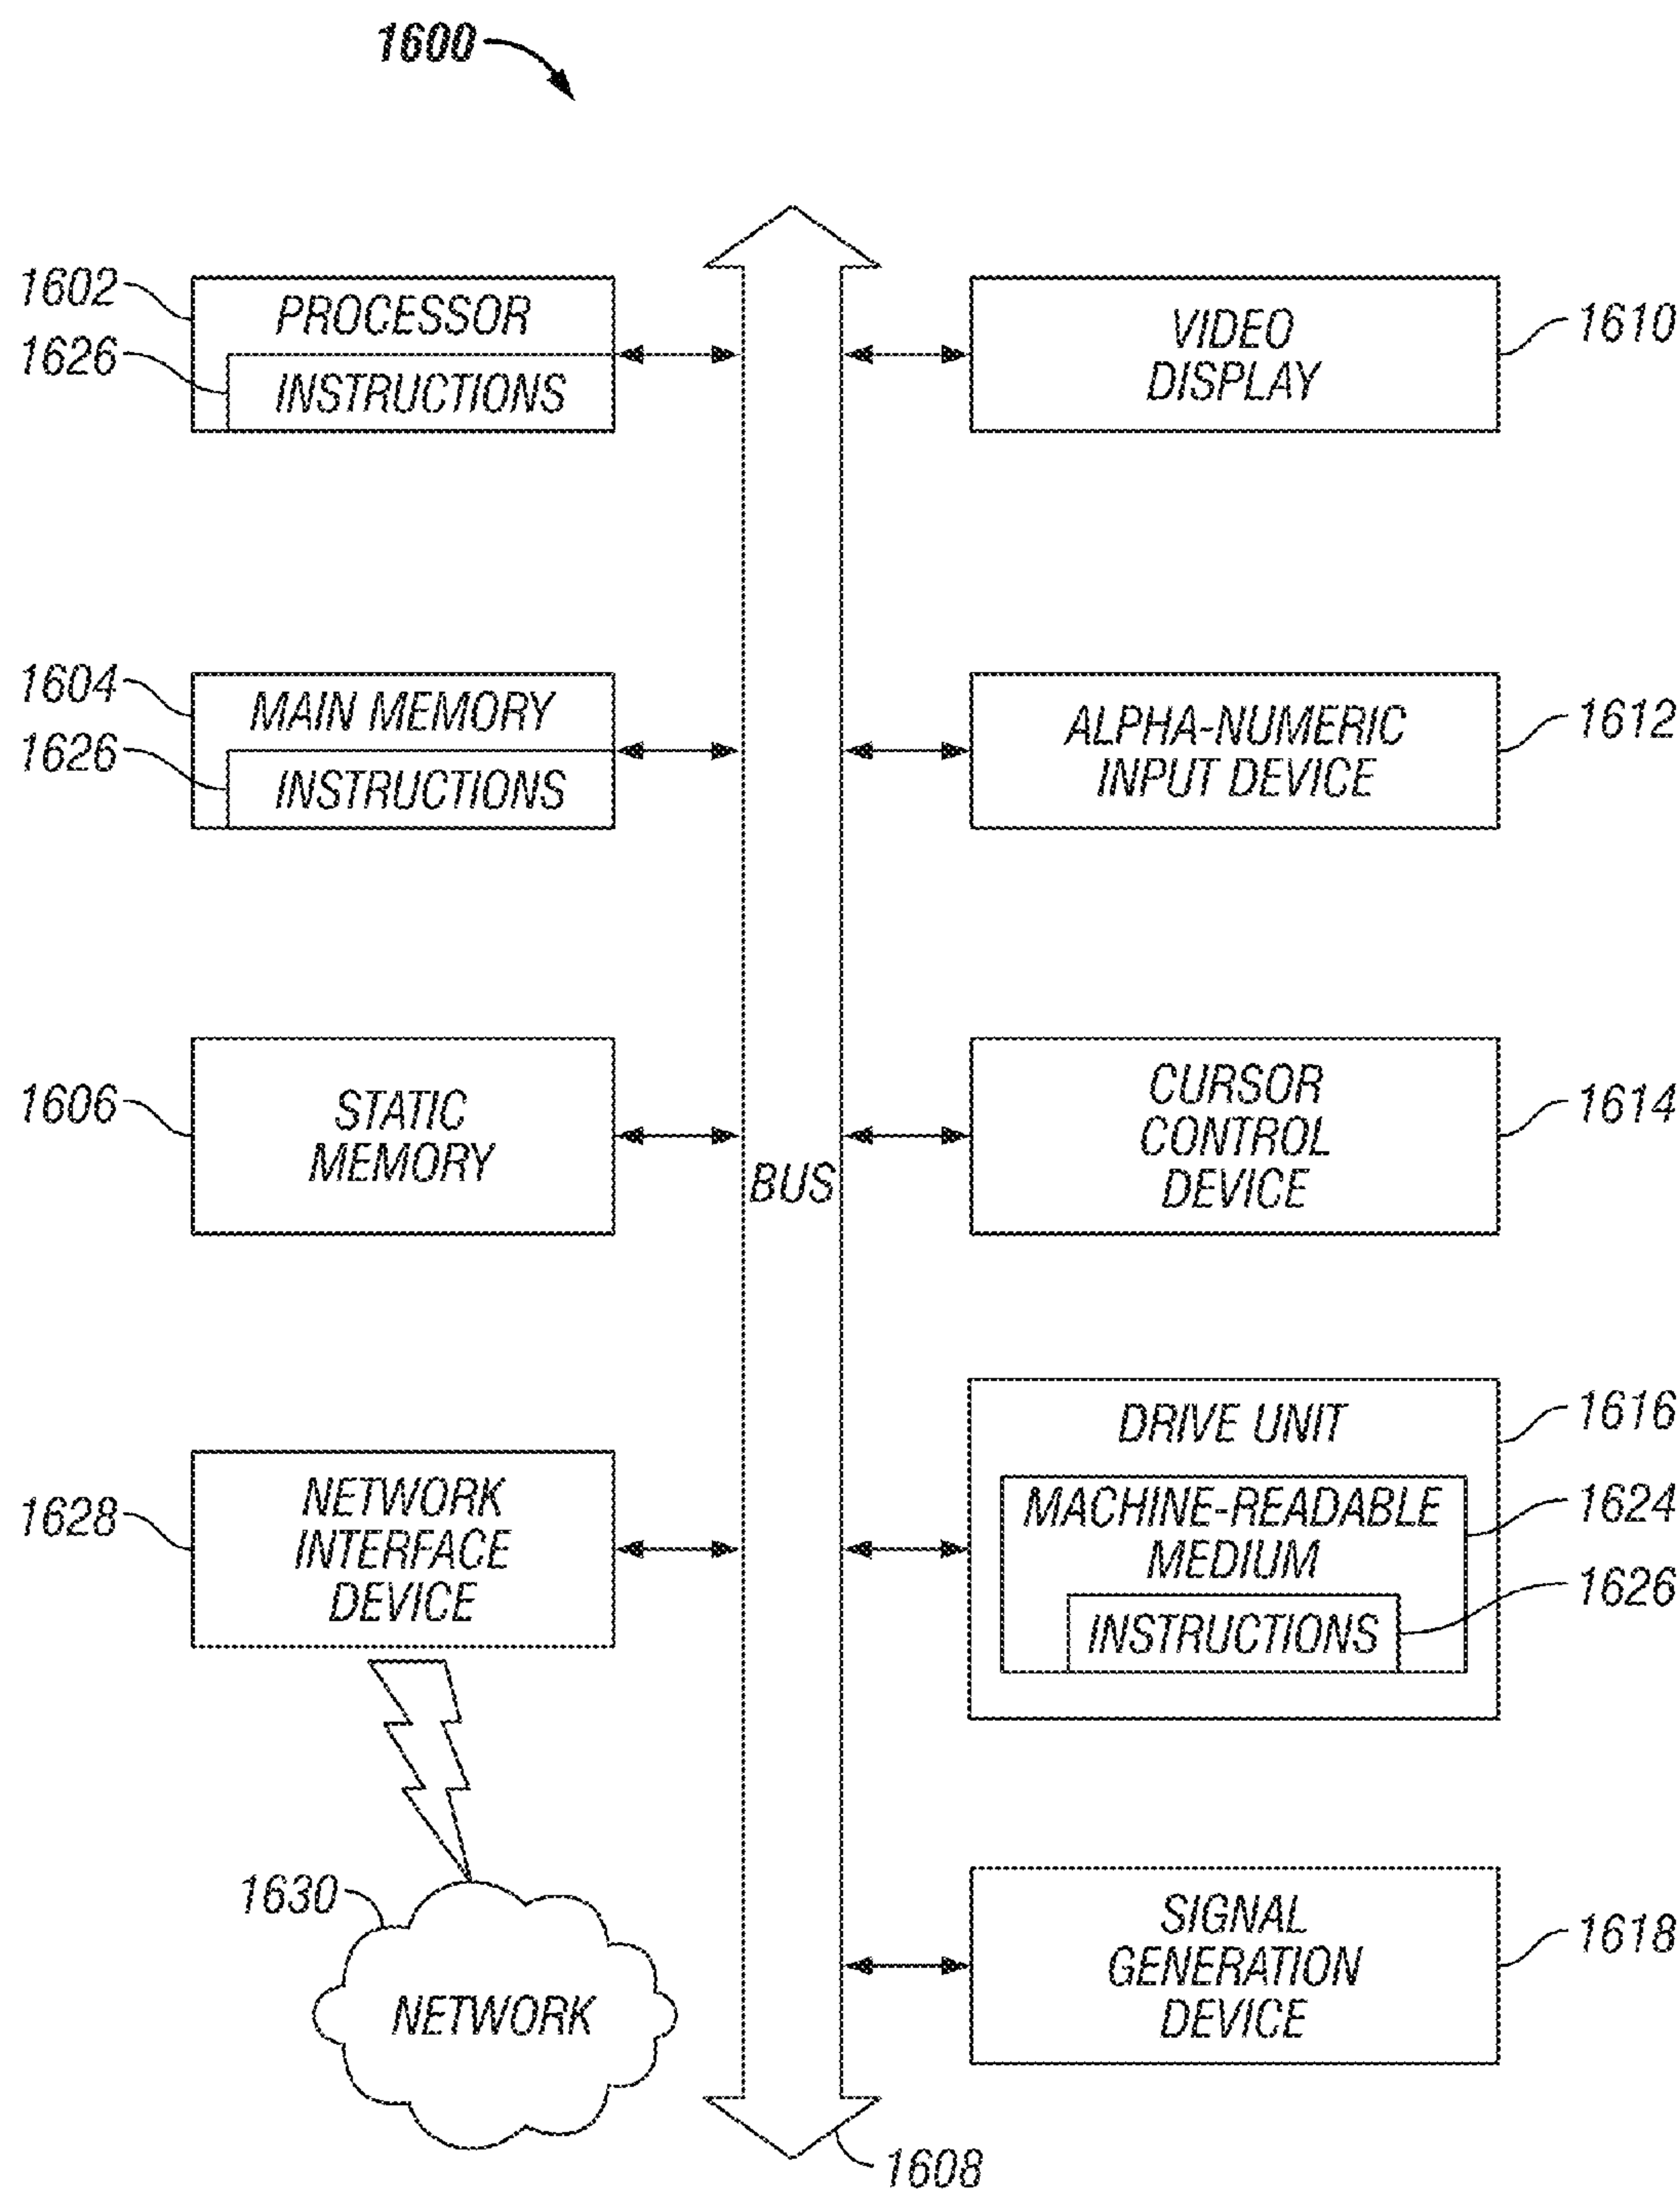 1600
1602
PROCESSOR
1626
INSTRUCTIONS
VIDEO
DISPLAY
1610
1604
MAIN MEMORY
1626
INSTRUCTIONS
ALPHA-NUMERIC
INPUT DEVICE
1612
1606
STATIC
MEMORY
BUS
CURSOR
CONTROL
DEVICE
1614
1628
NETWORK
INTERFACE
DEVICE
DRIVE UNIT
1616
MACHINE-READABLE
MEDIUM
1624
INSTRUCTIONS
1626
1630
NETWORK
SIGNAL
GENERATION
DEVICE
1618
1608